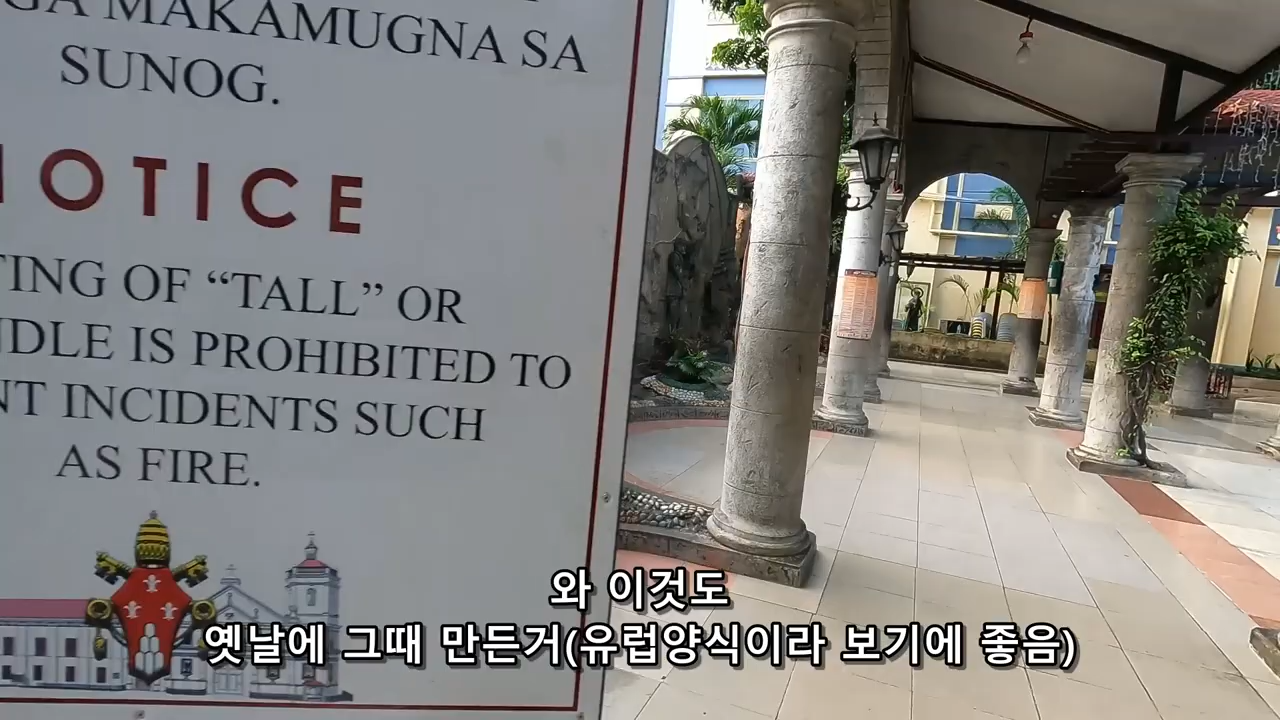 GA MAKAMUGNA SA
SUNOG.
NOTICE
TING OF “TALL” OR
NDLE IS PROHIBITED TO
NT INCIDENTS SUCH
AS FIRE.
와 이것도
옛날에 그때 만든거(유럽양식이라 보기에 좋음)